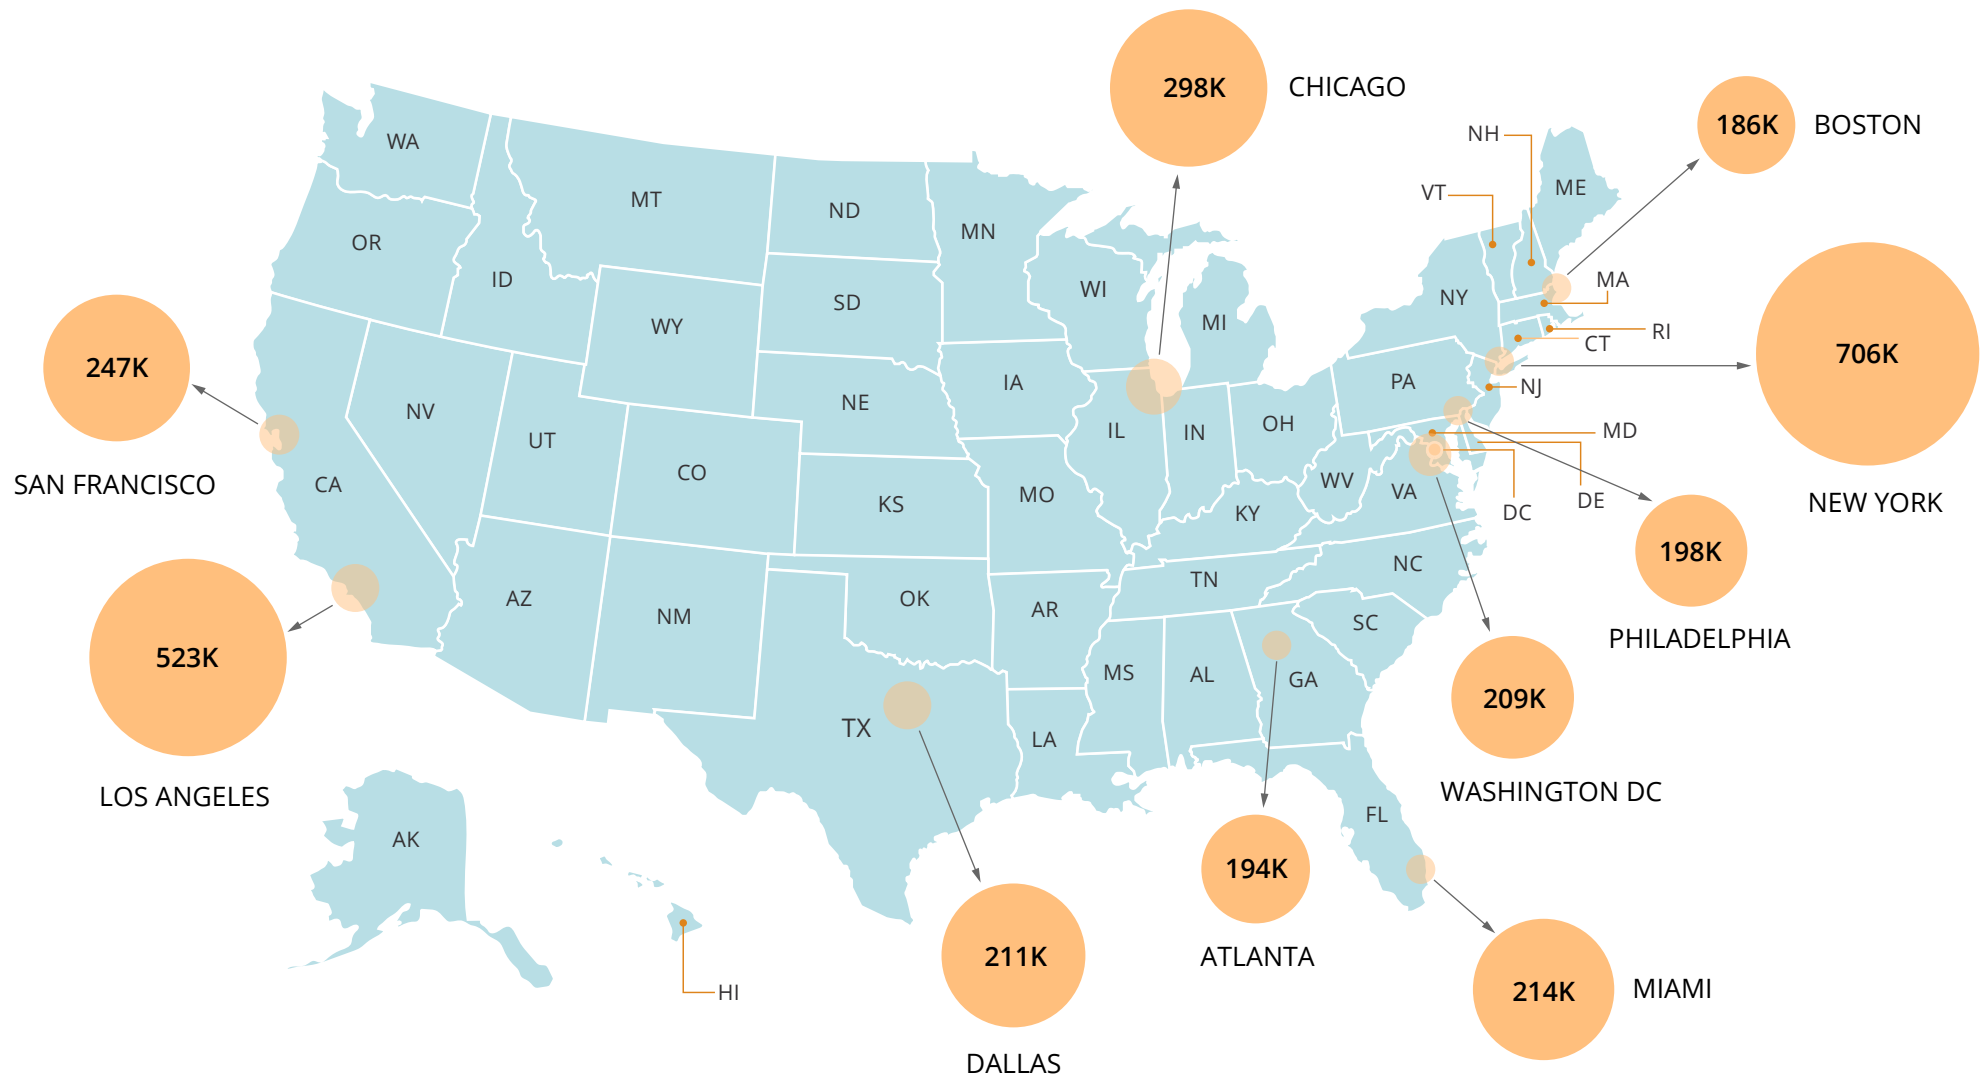 298K
CHICAGO
186K
BOSTON
NH
WA
ME
VT
MT
ND
MN
OR
ID
MA
WI
NY
SD
MI
WY
RI
CT
706K
247K
IA
PA
NJ
NE
NV
OH
IL
IN
MD
UT
CO
SAN FRANCISCO
CA
WV
VA
MO
KS
DE
NEW YORK
KY
DC
198K
NC
TN
AZ
OK
AR
NM
SC
PHILADELPHIA
523K
MS
AL
GA
209K
TX
LA
LOS ANGELES
WASHINGTON DC
FL
AK
194K
211K
ATLANTA
HI
214K
MIAMI
DALLAS